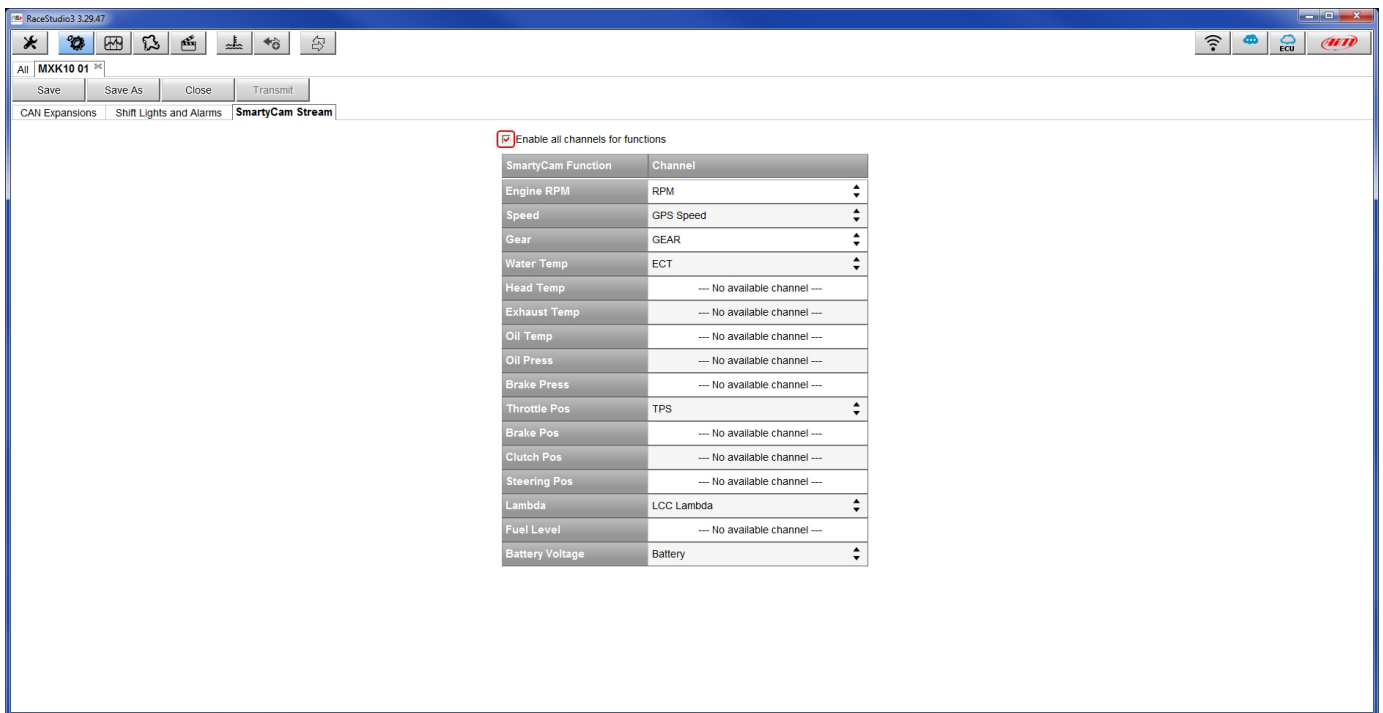 RaceStudio3 3.29.47
ECU
AiM
All MXK10 01
Save Save As Close Transmit
CAN Expansions Shift Lights and Alarms SmartyCam Stream
Enable all channels for functions
SmartyCam Function Channel
Engine RPM RPM
Speed GPS Speed
Gear GEAR
Water Temp ECT
Head Temp --- No available channel ---
Exhaust Temp --- No available channel ---
Oil Temp --- No available channel ---
Oil Press --- No available channel ---
Brake Press --- No available channel ---
Throttle Pos TPS
Brake Pos --- No available channel ---
Clutch Pos --- No available channel ---
Steering Pos --- No available channel ---
Lambda LCC Lambda
Fuel Level --- No available channel ---
Battery Voltage Battery